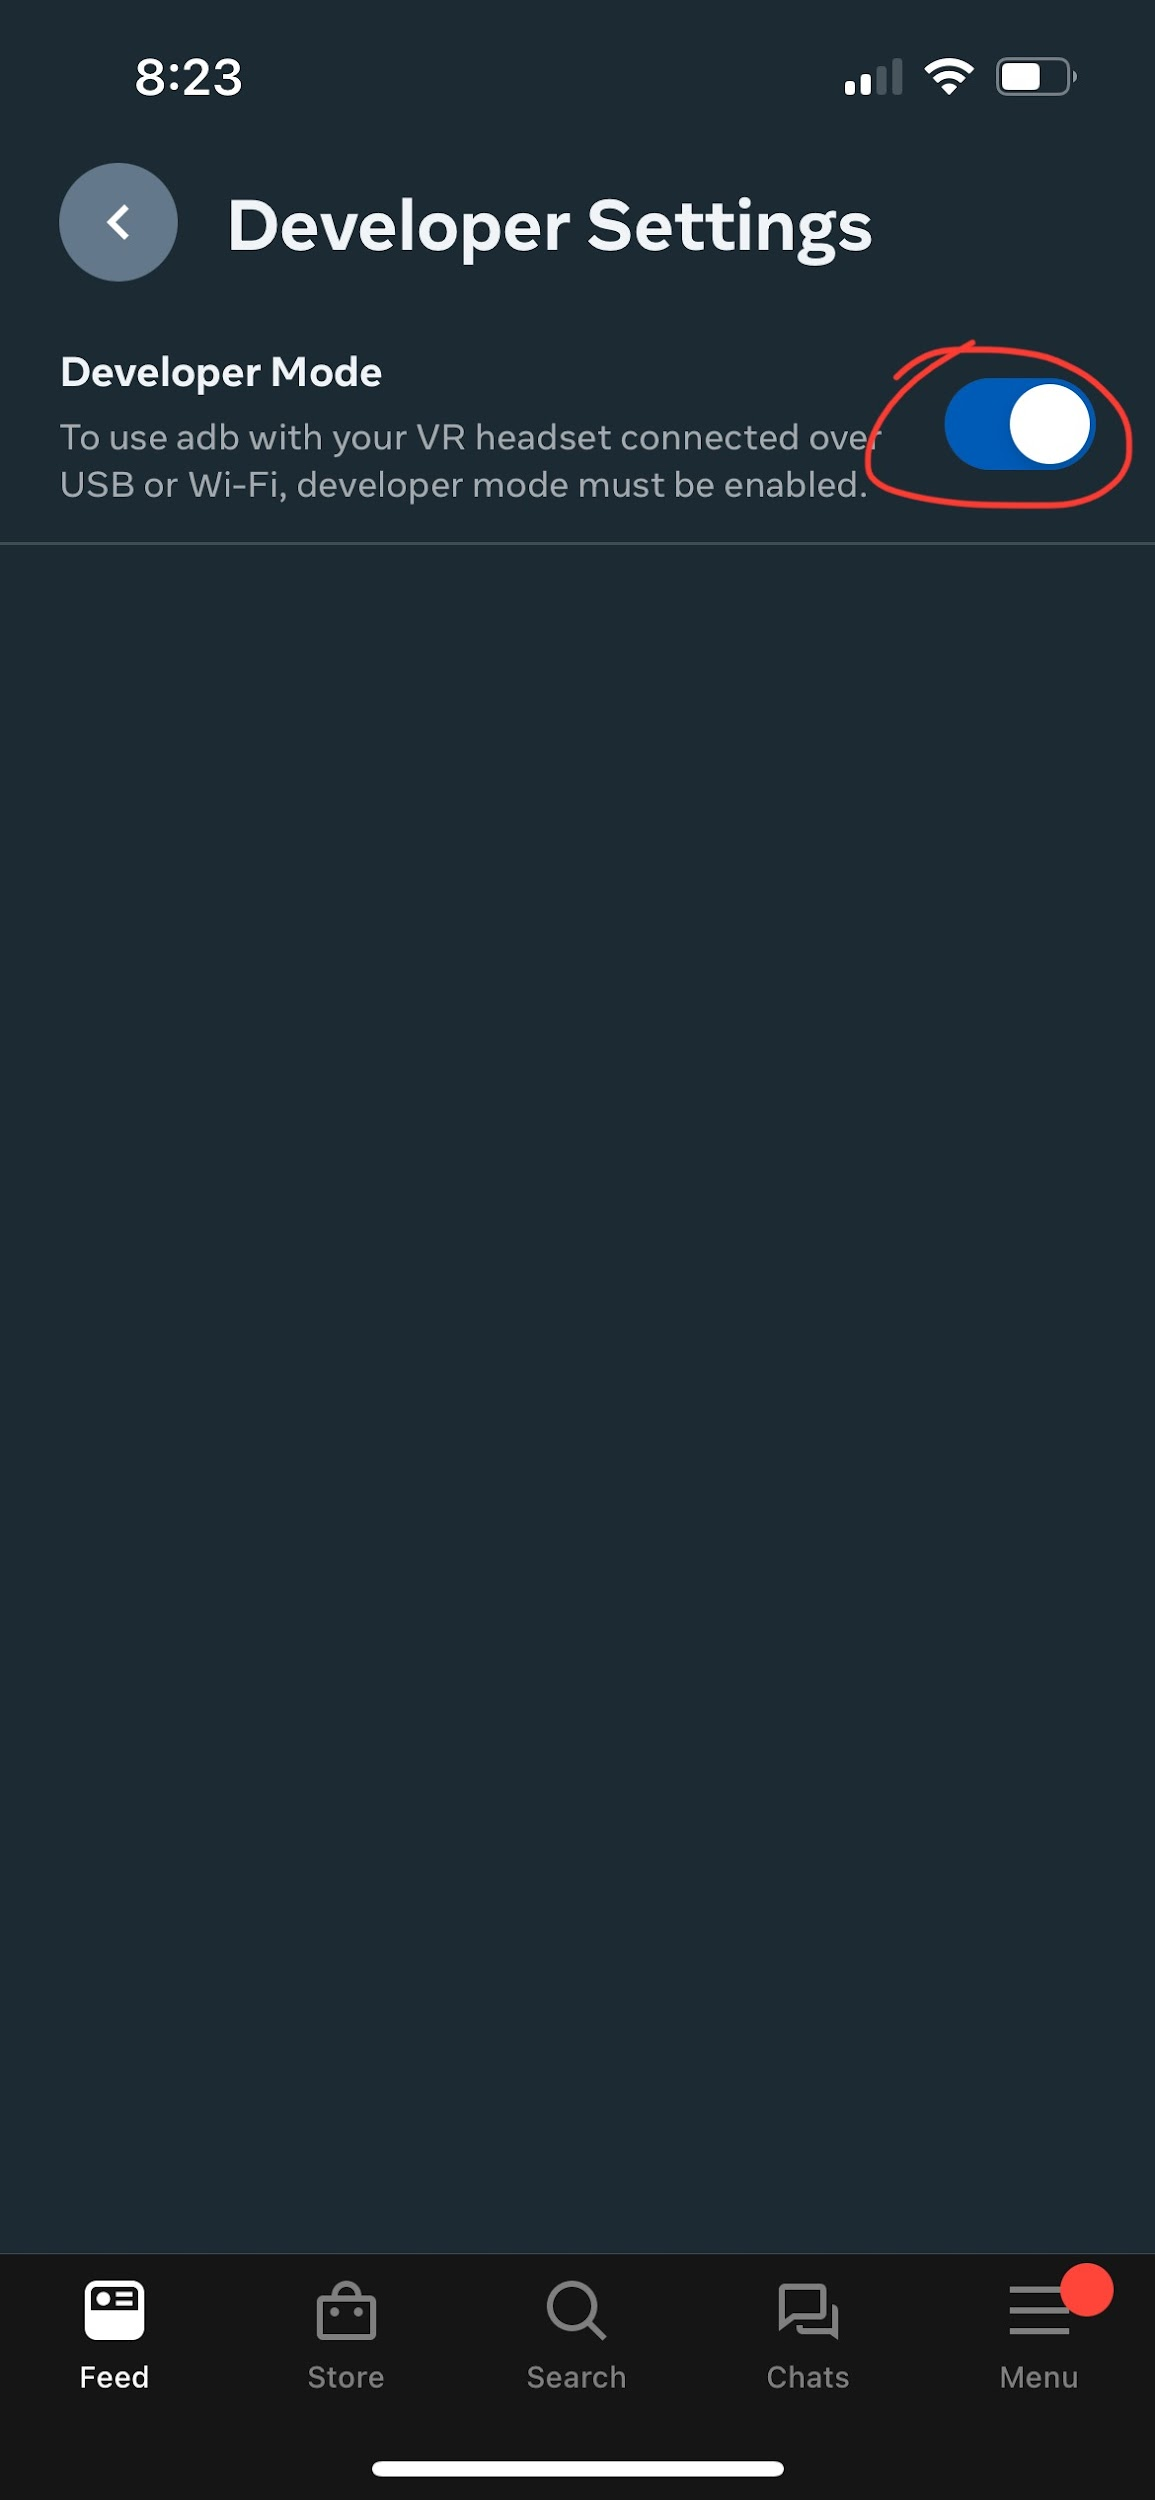 8:23
Developer Settings
Developer Mode
To use adb with your VR headset connected over
USB or Wi-Fi, developer mode must be enabled.
Feed
Store
Search
Chats
Menu